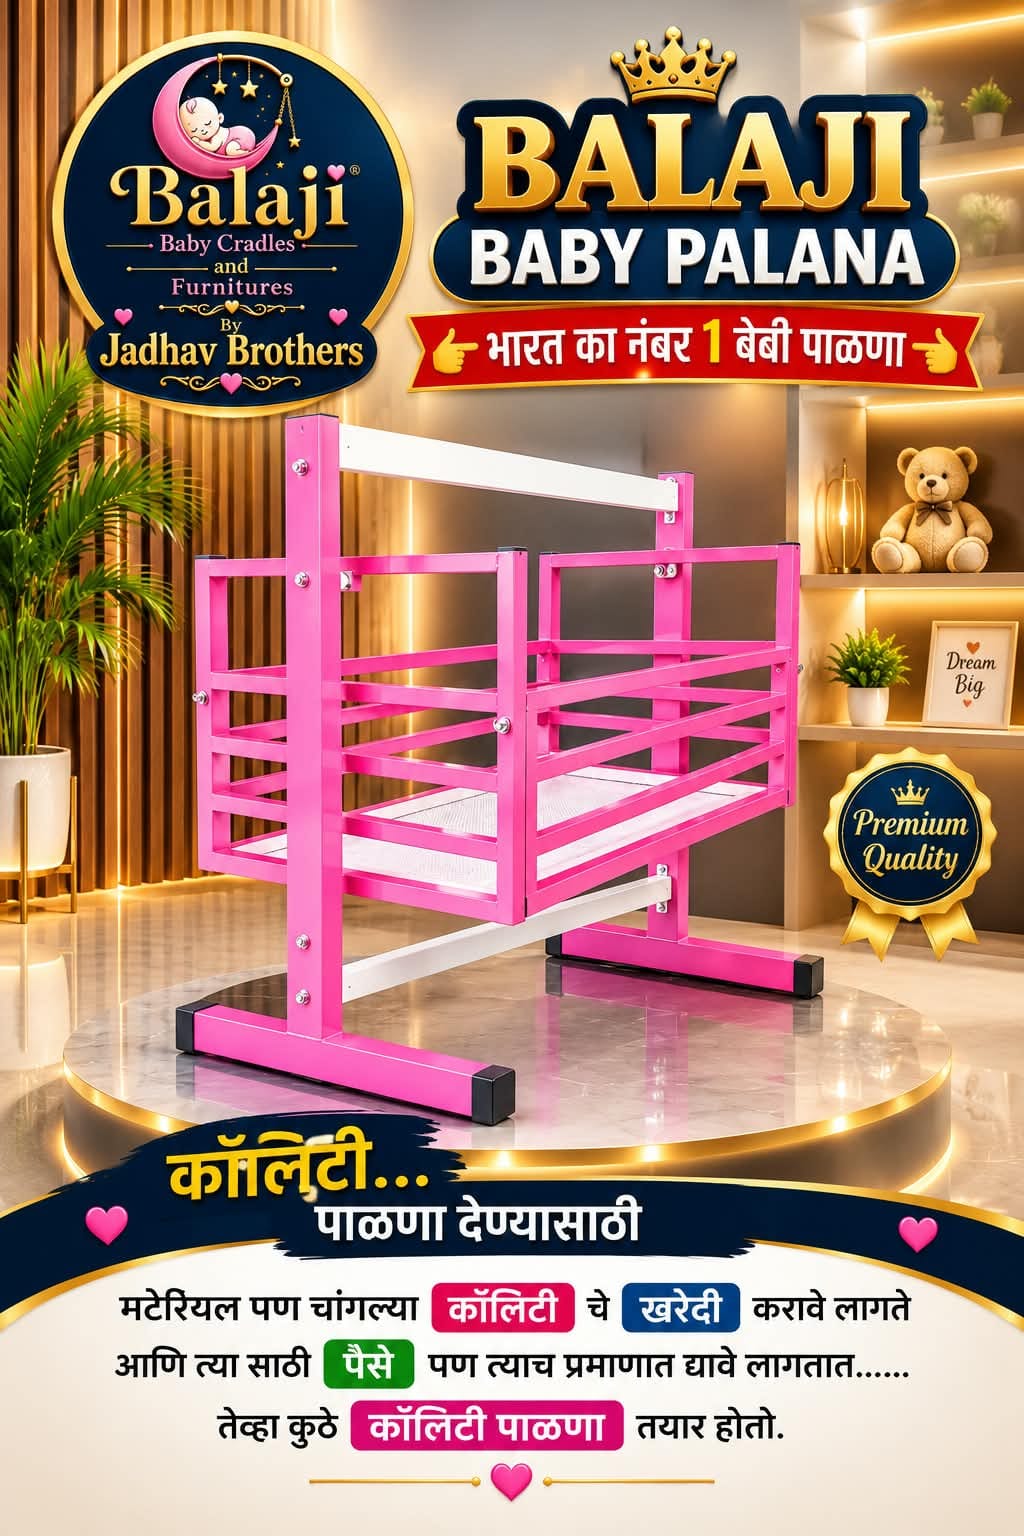 Balaji®
Baby Cradles
and
Furnitures
By
Jadhav Brothers
BALAJI
BABY PALANA
भारत का नंबर 1 बेबी पाळणा
Dream
Big
Premium
Quality
कॉलिटी...
पाळणा देण्यासाठी
मटेरियल पण चांगल्या कॉलिटी चे खरेदी करावे लागते
आणि त्या साठी पैसे पण त्याच प्रमाणात द्यावे लागतात......
तेव्हा कुठे कॉलिटी पाळणा तयार होतो.